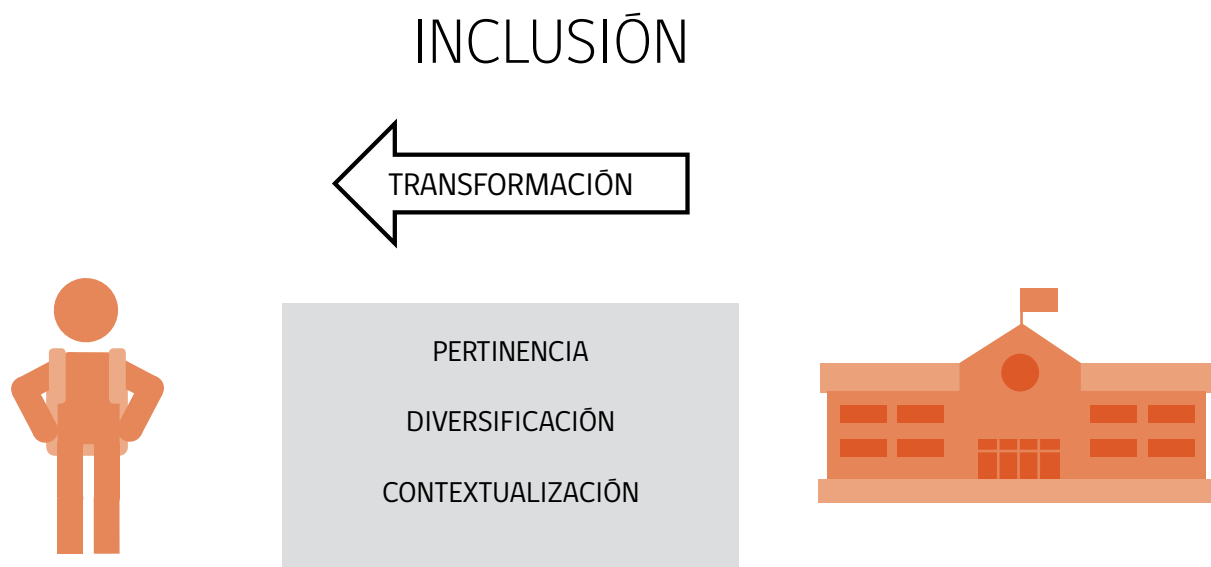 INCLUSIÓN
TRANSFORMACIÓN
PERTINENCIA
DIVERSIFICACIÓN
CONTEXTUALIZACIÓN